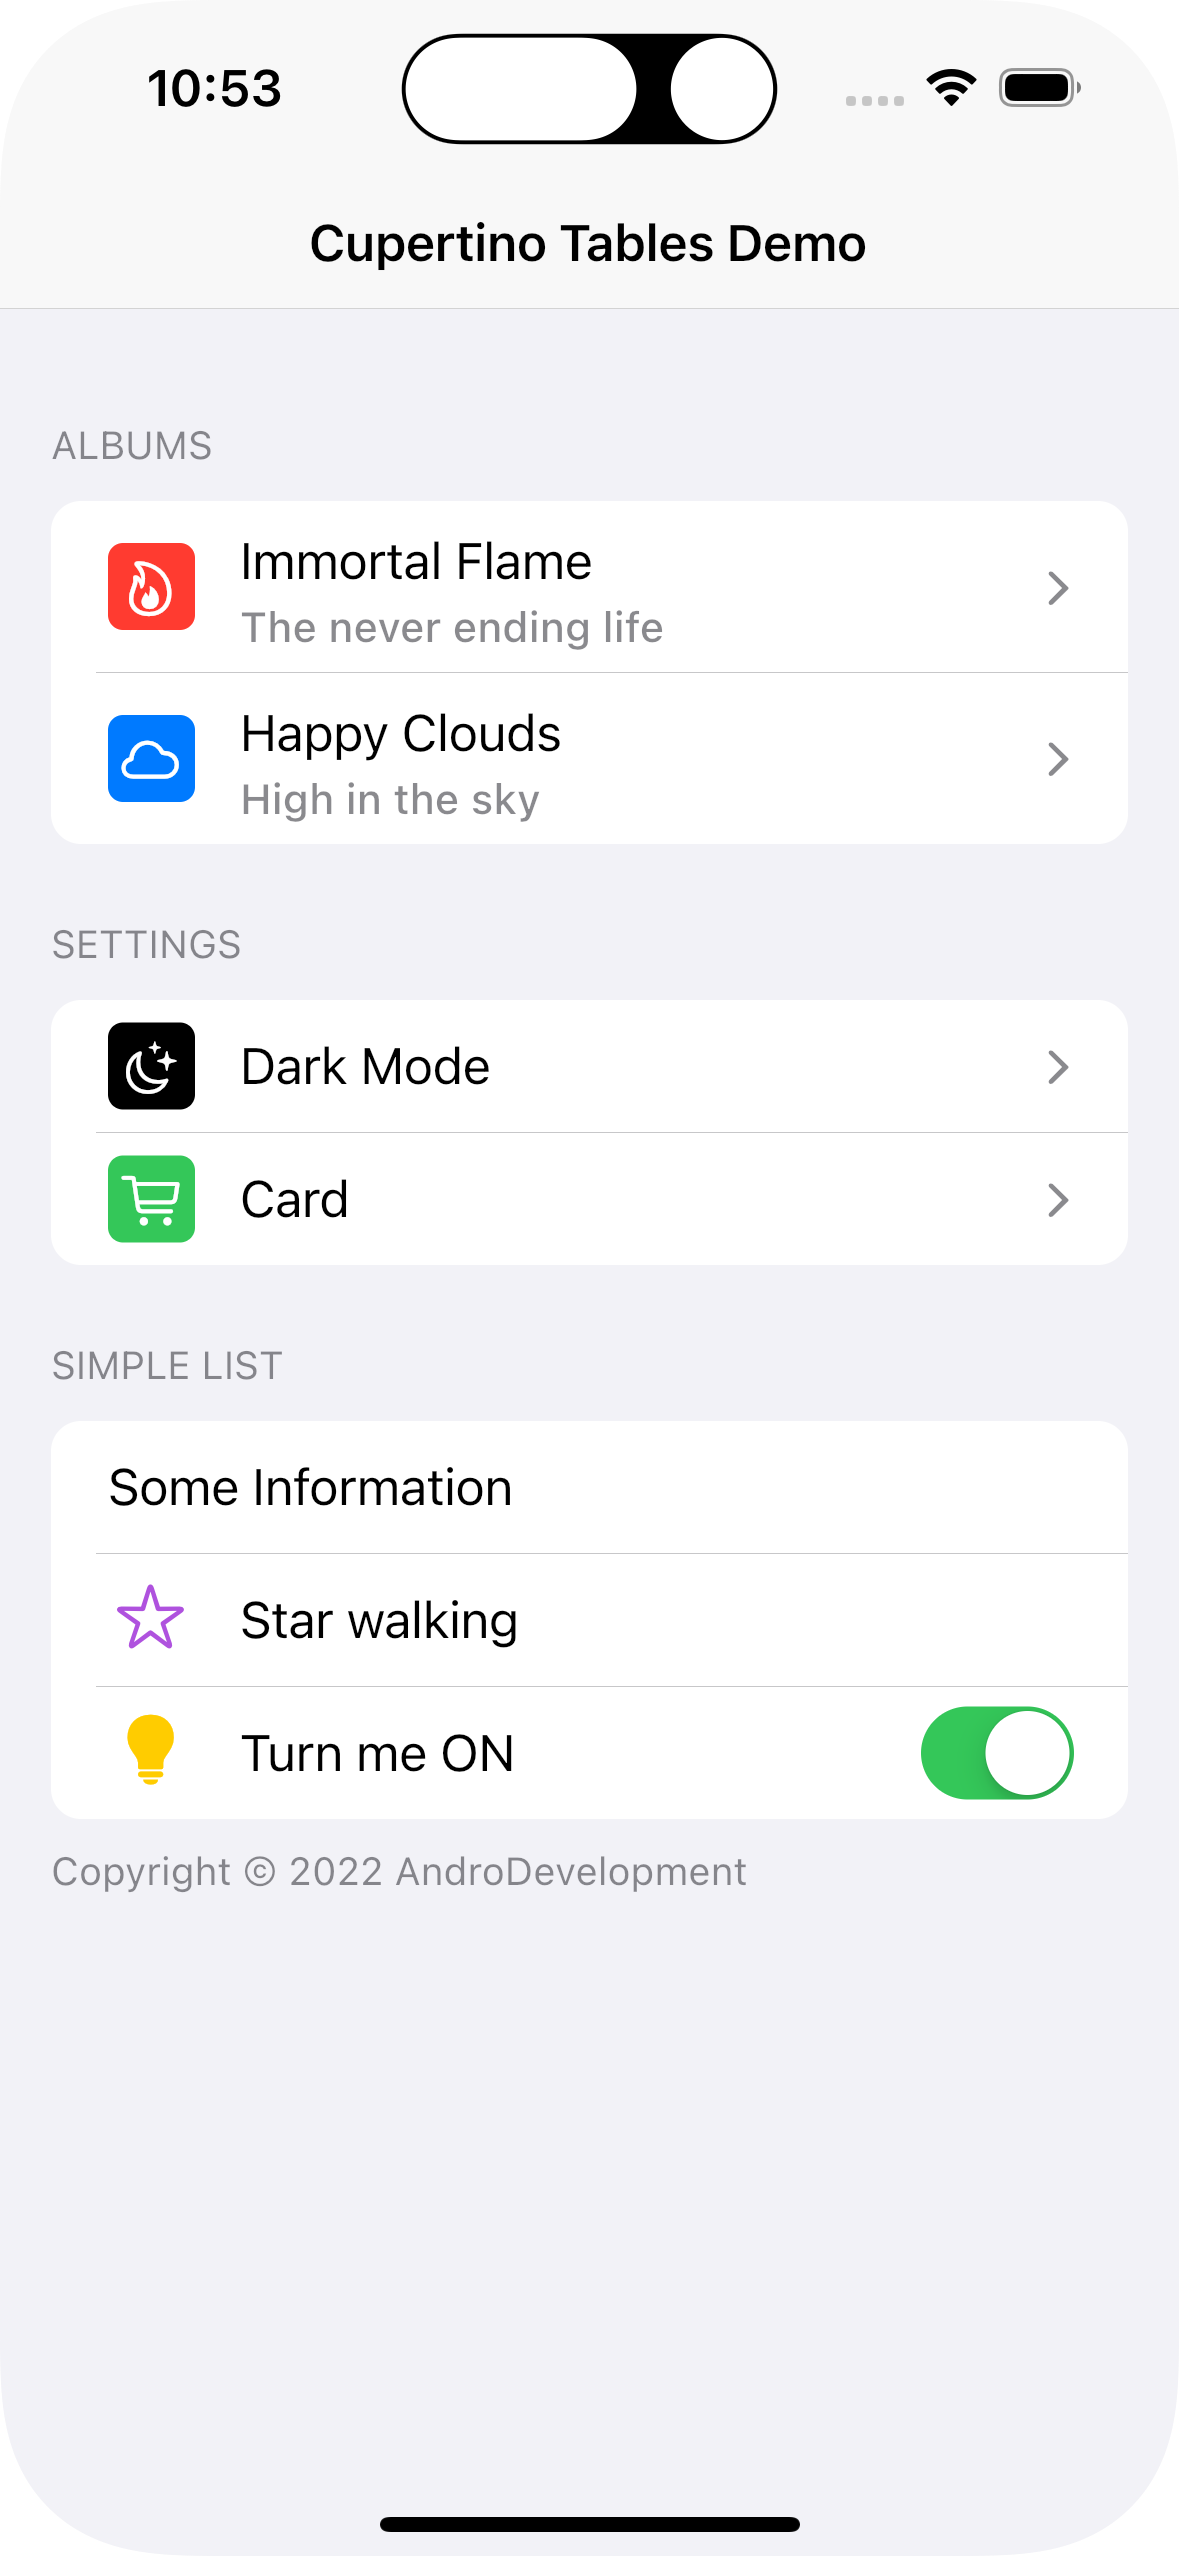 10:53
Cupertino Tables Demo
ALBUMS
Immortal Flame
The never ending life
Happy Clouds
High in the sky
SETTINGS
Dark Mode
Card
SIMPLE LIST
Some Information
Star walking
Turn me ON
Copyright © 2022 AndroDevelopment